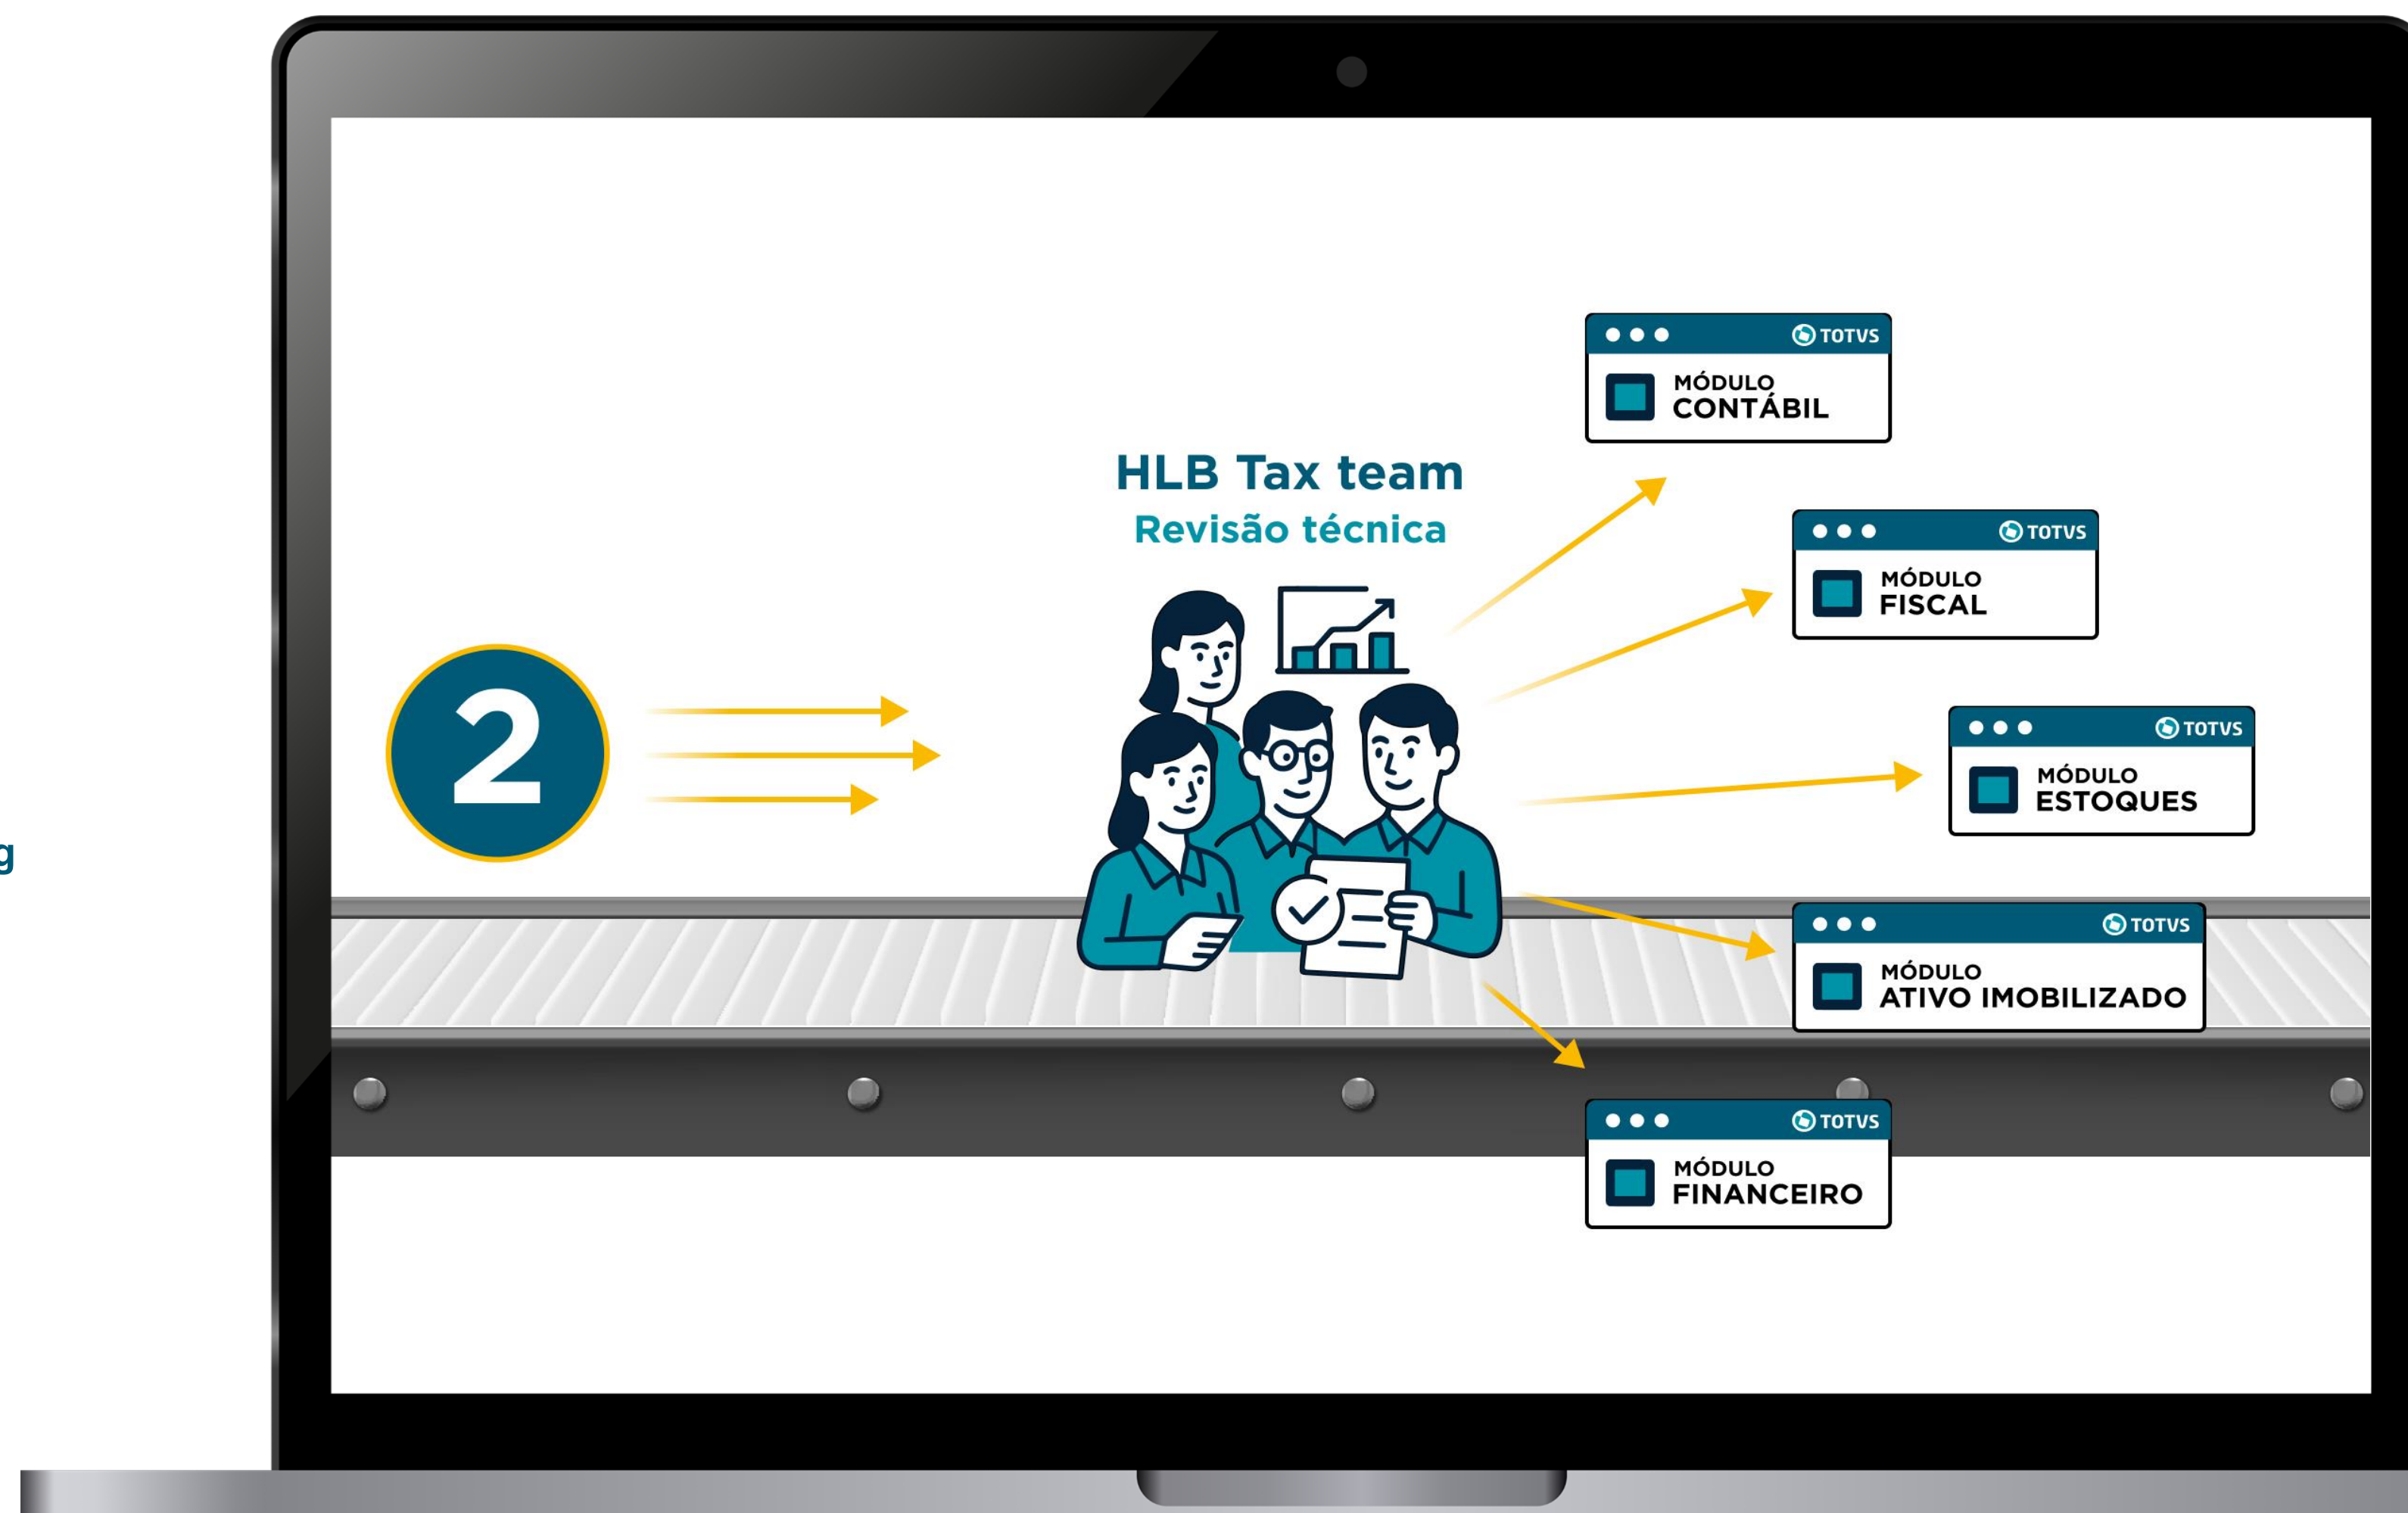 g
2
HLB Tax team
Revisão técnica
TOTVS
MÓDULO
CONTÁBIL
TOTVS
MÓDULO
FISCAL
TOTVS
MÓDULO
ESTOQUES
TOTVS
MÓDULO
ATIVO IMOBILIZADO
TOTVS
MÓDULO
FINANCEIRO